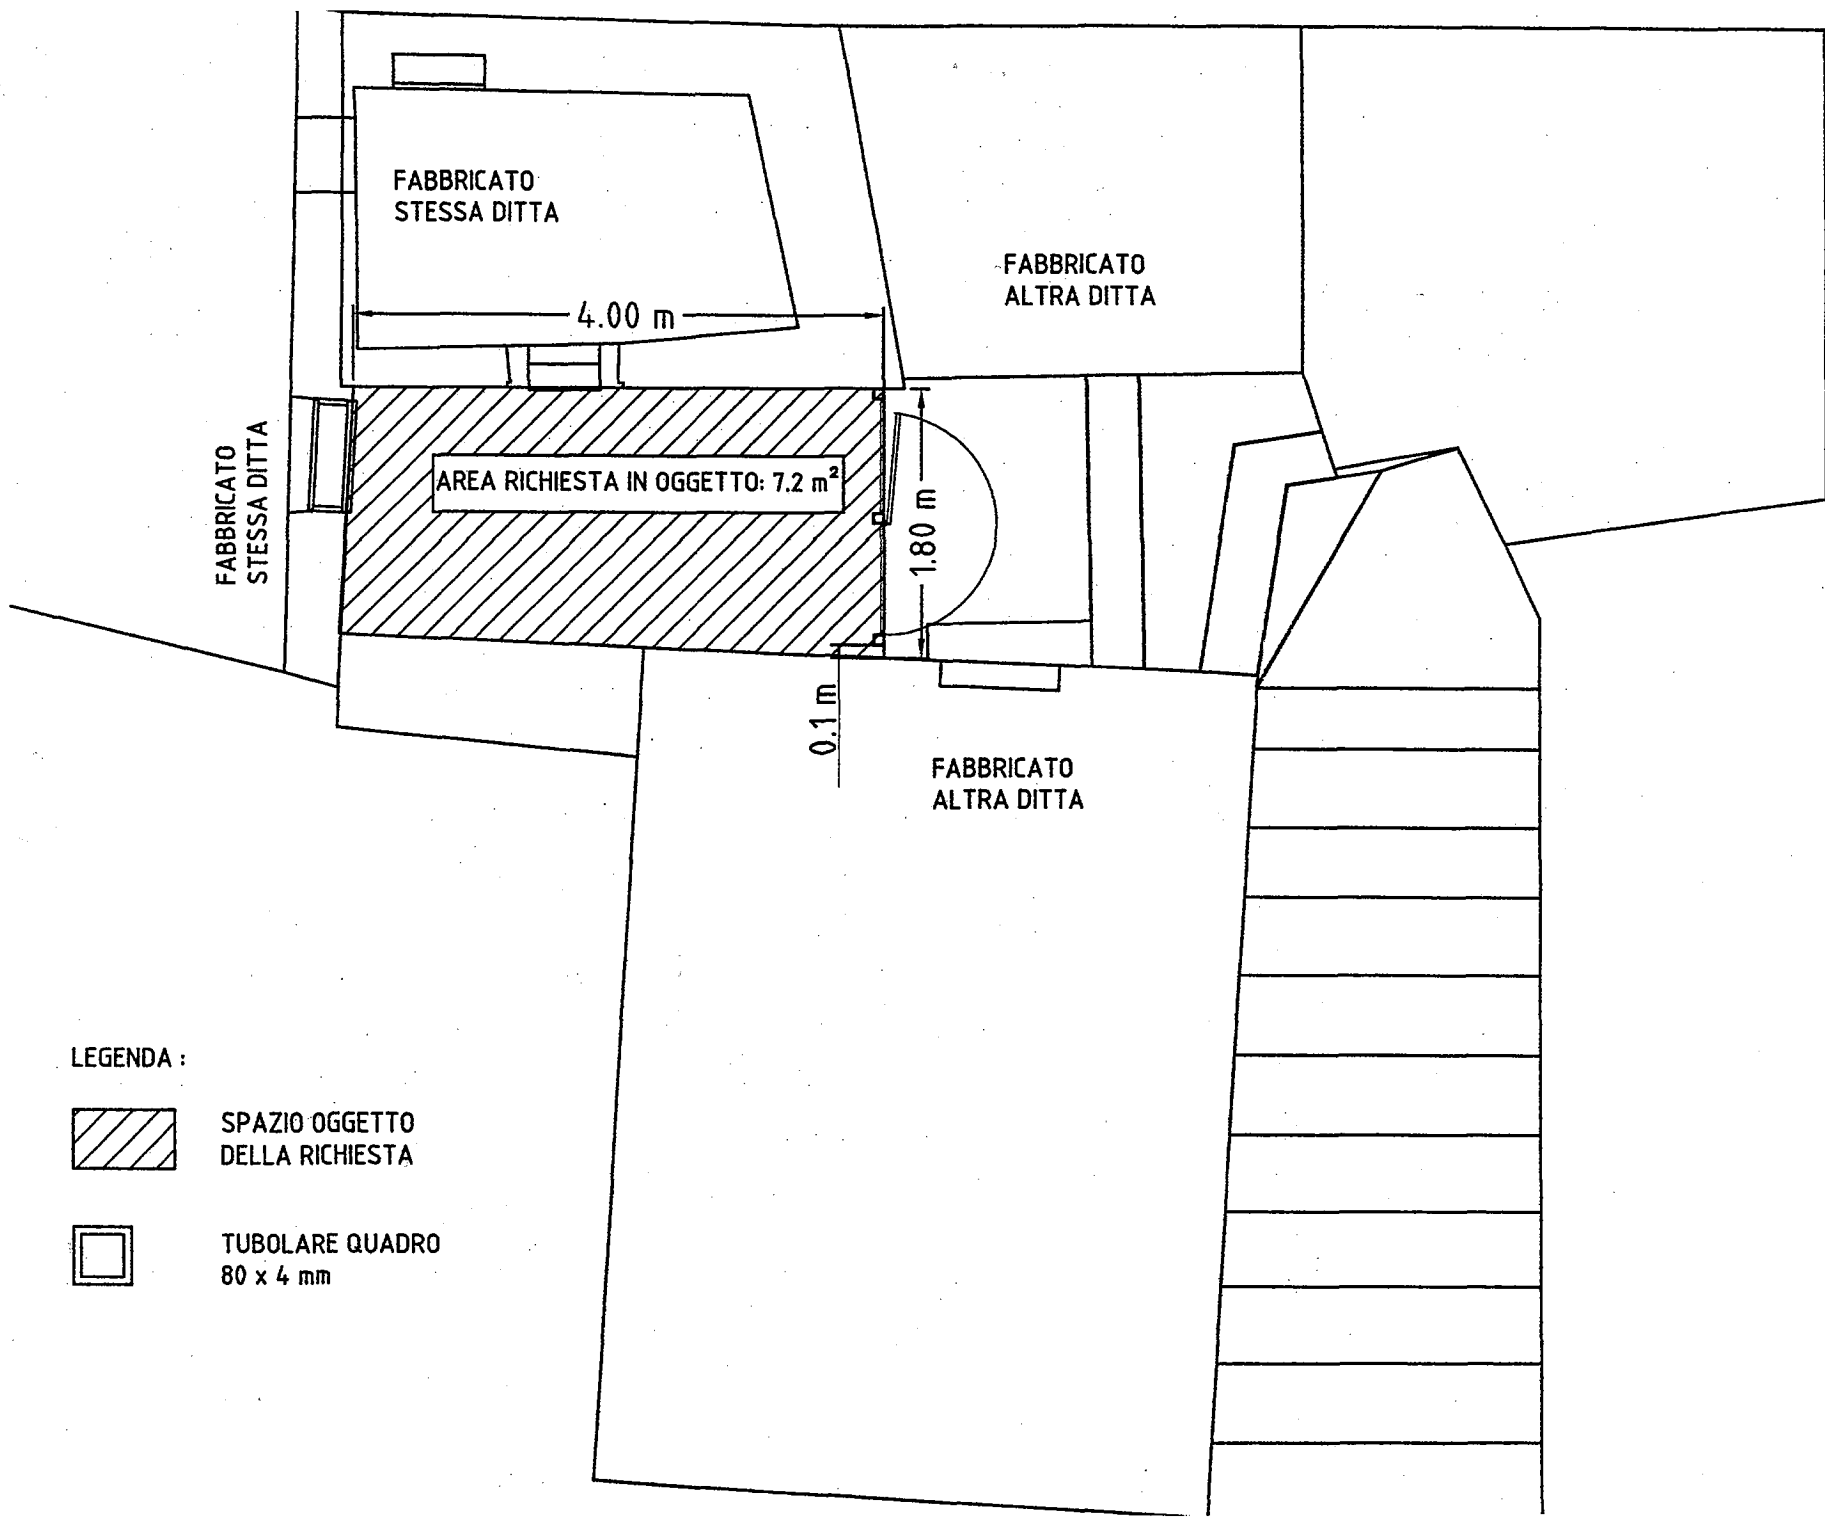 FABBRICATO
STESSA DITTA
FABBRICATO
ALTRA DITTA
4.00 m
FABBRICATO
STESSA DITTA
AREA RICHIESTA IN OGGETTO: 7.2 m²
1.80 m
0.1 m
FABBRICATO
ALTRA DITTA
LEGENDA :
SPAZIO OGGETTO
DELLA RICHIESTA
TUBOLARE QUADRO
80 x 4 mm